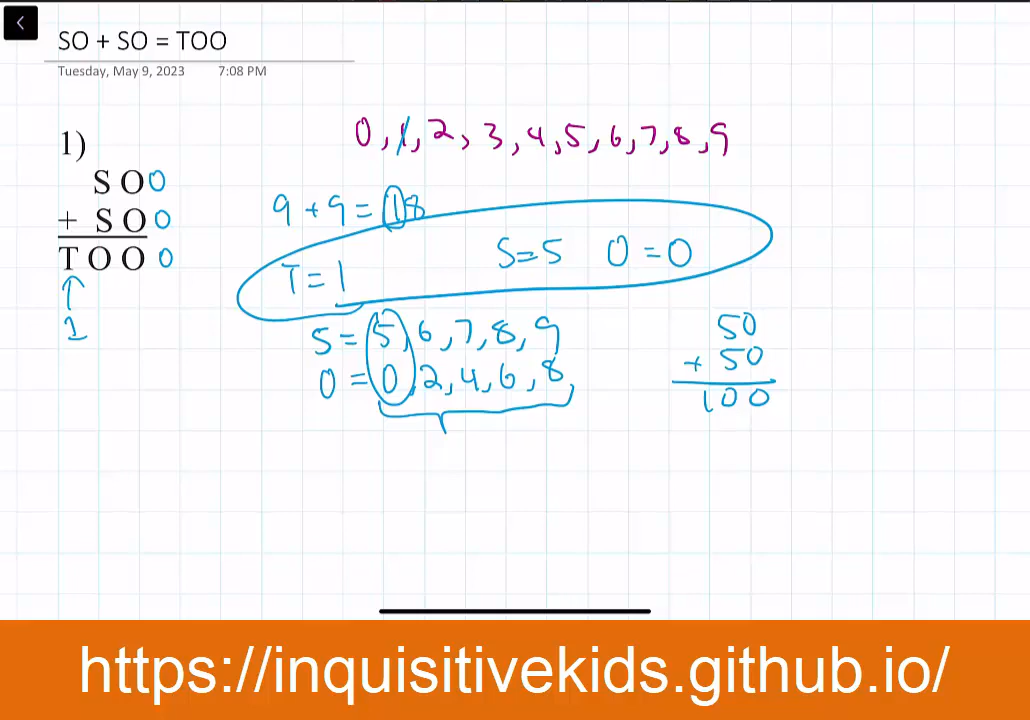 SO + SO = TOO
Tuesday, May 9, 2023 7:08 PM
0, 1, 2, 3, 4, 5, 6, 7, 8, 9
1)
S O 0
+ S O 0
T O O 0
1
9 + 9 = 18
T = 1 S = 5 O = 0
S = 5, 6, 7, 8, 9
O = 0, 2, 4, 6, 8,
50
+ 50
100
https://inquisitivekids.github.io/